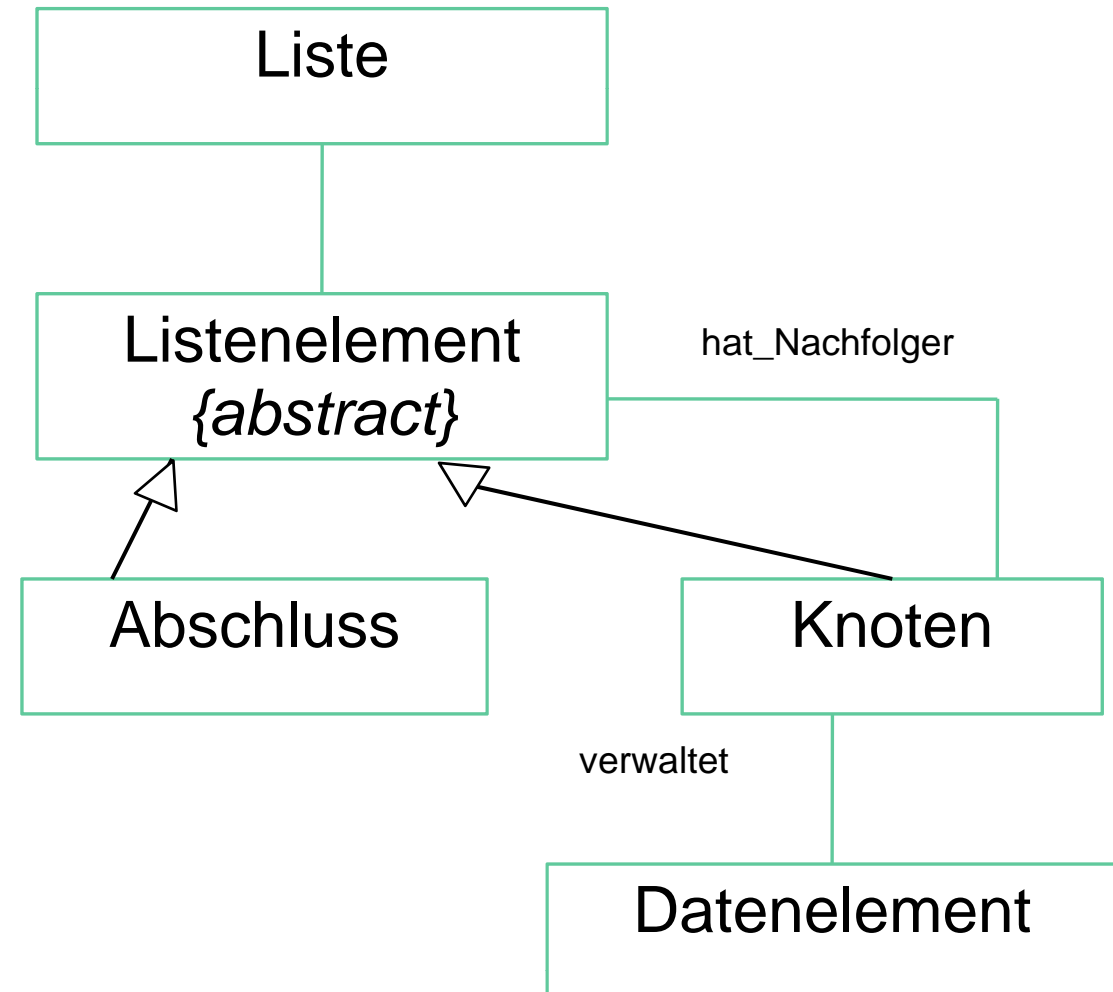 Liste
Listenelement
{abstract}
hat_Nachfolger
Abschluss
Knoten
verwaltet
Datenelement